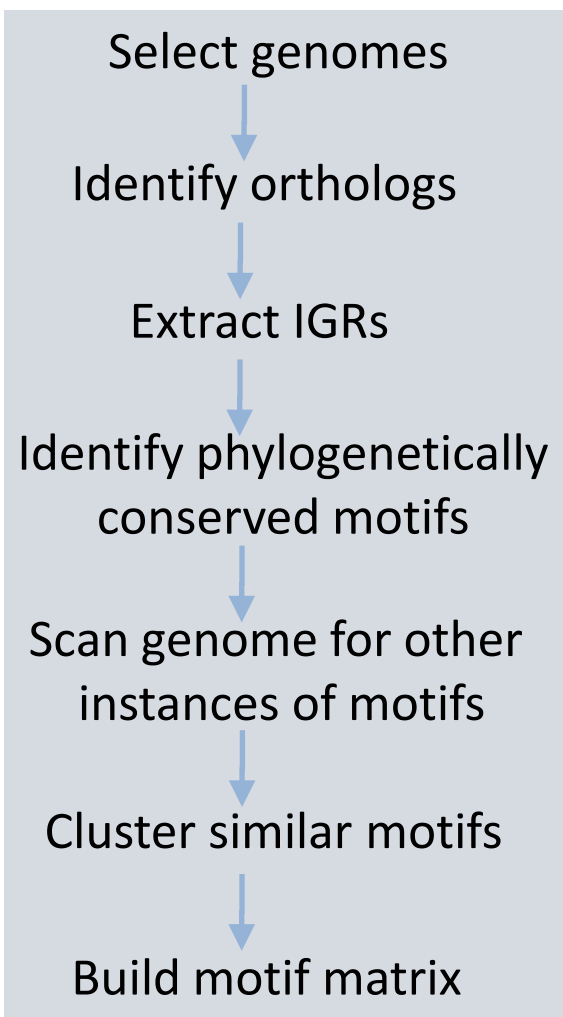 Select genomes
Identify orthologs
Extract IGRs
Identify phylogenetically
conserved motifs
Scan genome for other
instances of motifs
Cluster similar motifs
Build motif matrix